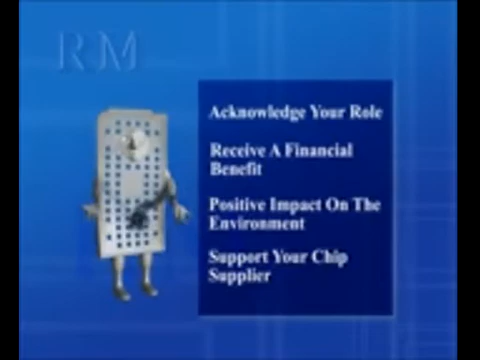 RM
Acknowledge Your Role
Receive A Financial
Benefit
Positive Impact On The
Environment
Support Your Chip
Supplier